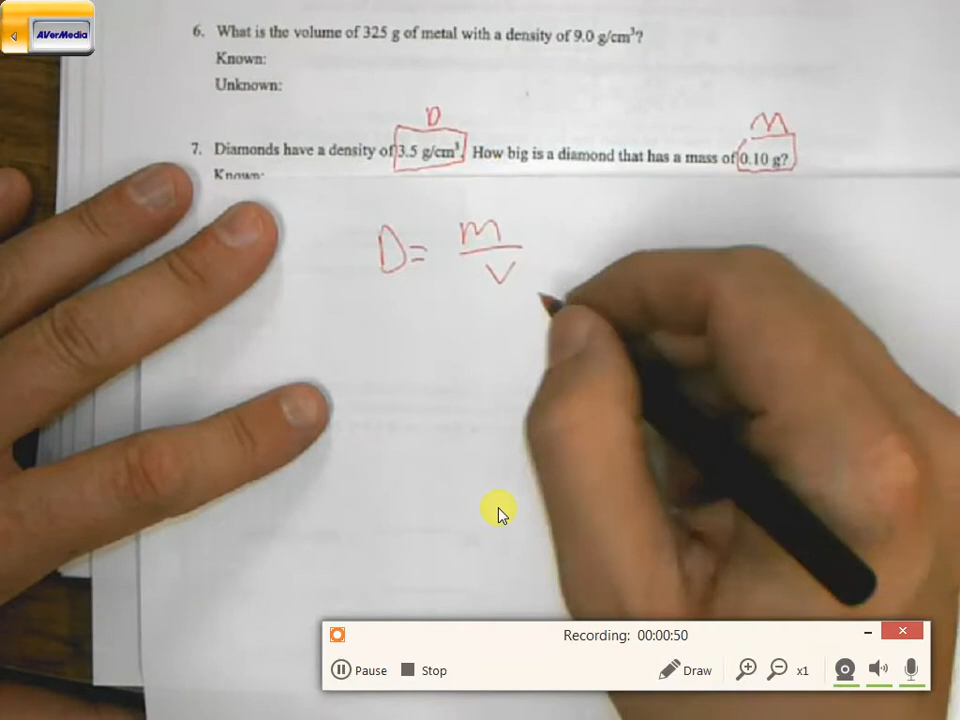 AVerMedia
6. What is the volume of 325 g of metal with a density of 9.0 g/cm³?
Known:
Unknown:
D
M
7. Diamonds have a density of 3.5 g/cm³. How big is a diamond that has a mass of 0.10 g?
Known:
D = m
v
Recording: 00:00:50
Pause Stop Draw x1